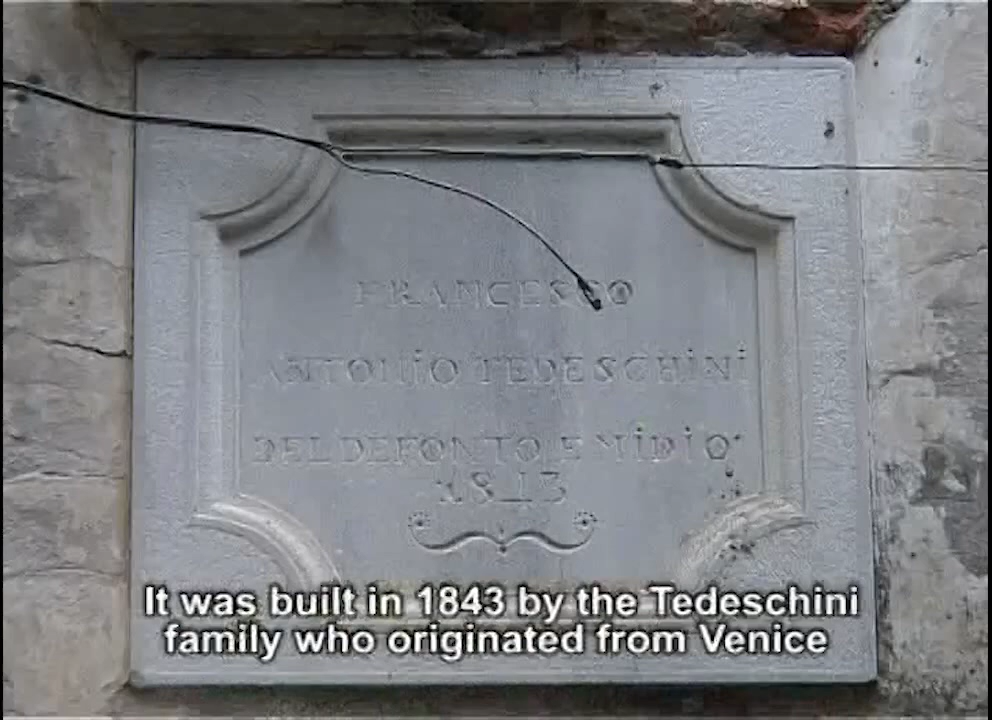 FRANCESCO
ANTONIO TEDESCHINI
DEL DEFONTO EMIDIO
1843
It was built in 1843 by the Tedeschini
family who originated from Venice